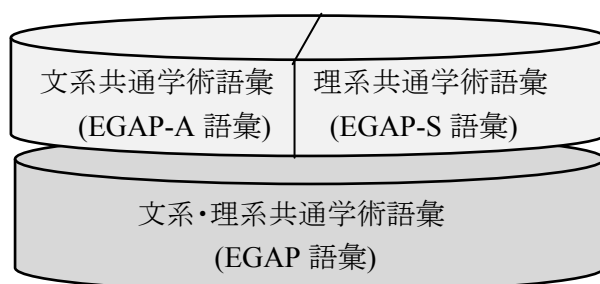 文系共通学術語彙
(EGAP-A 語彙)
理系共通学術語彙
(EGAP-S 語彙)
文系・理系共通学術語彙
(EGAP 語彙)